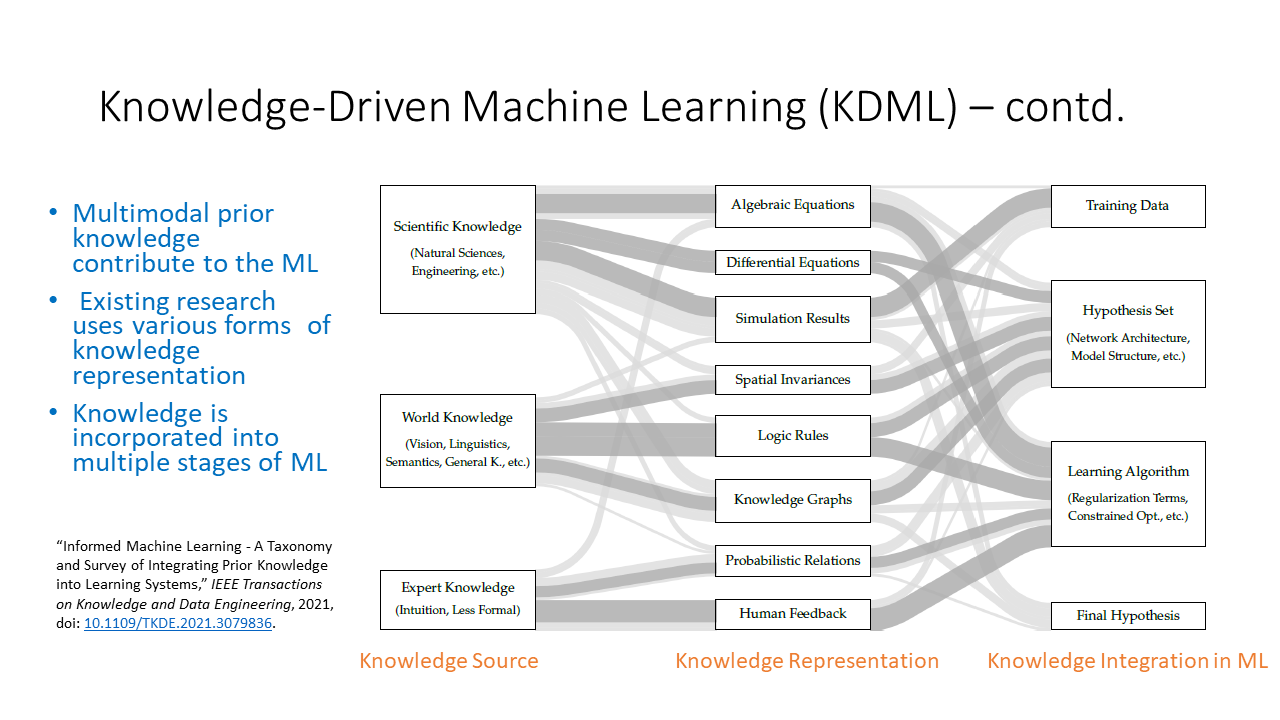 Knowledge-Driven Machine Learning (KDML) – contd.
• Multimodal prior
knowledge
contribute to the ML
• Existing research
uses various forms of
knowledge
representation
• Knowledge is
incorporated into
multiple stages of ML
“Informed Machine Learning - A Taxonomy
and Survey of Integrating Prior Knowledge
into Learning Systems,” IEEE Transactions
on Knowledge and Data Engineering, 2021,
doi: 10.1109/TKDE.2021.3079836.
Scientific Knowledge
(Natural Sciences,
Engineering, etc.)
World Knowledge
(Vision, Linguistics,
Semantics, General K., etc.)
Expert Knowledge
(Intuition, Less Formal)
Knowledge Source
Algebraic Equations
Differential Equations
Simulation Results
Spatial Invariances
Logic Rules
Knowledge Graphs
Probabilistic Relations
Human Feedback
Knowledge Representation
Training Data
Hypothesis Set
(Network Architecture,
Model Structure, etc.)
Learning Algorithm
(Regularization Terms,
Constrained Opt., etc.)
Final Hypothesis
Knowledge Integration in ML